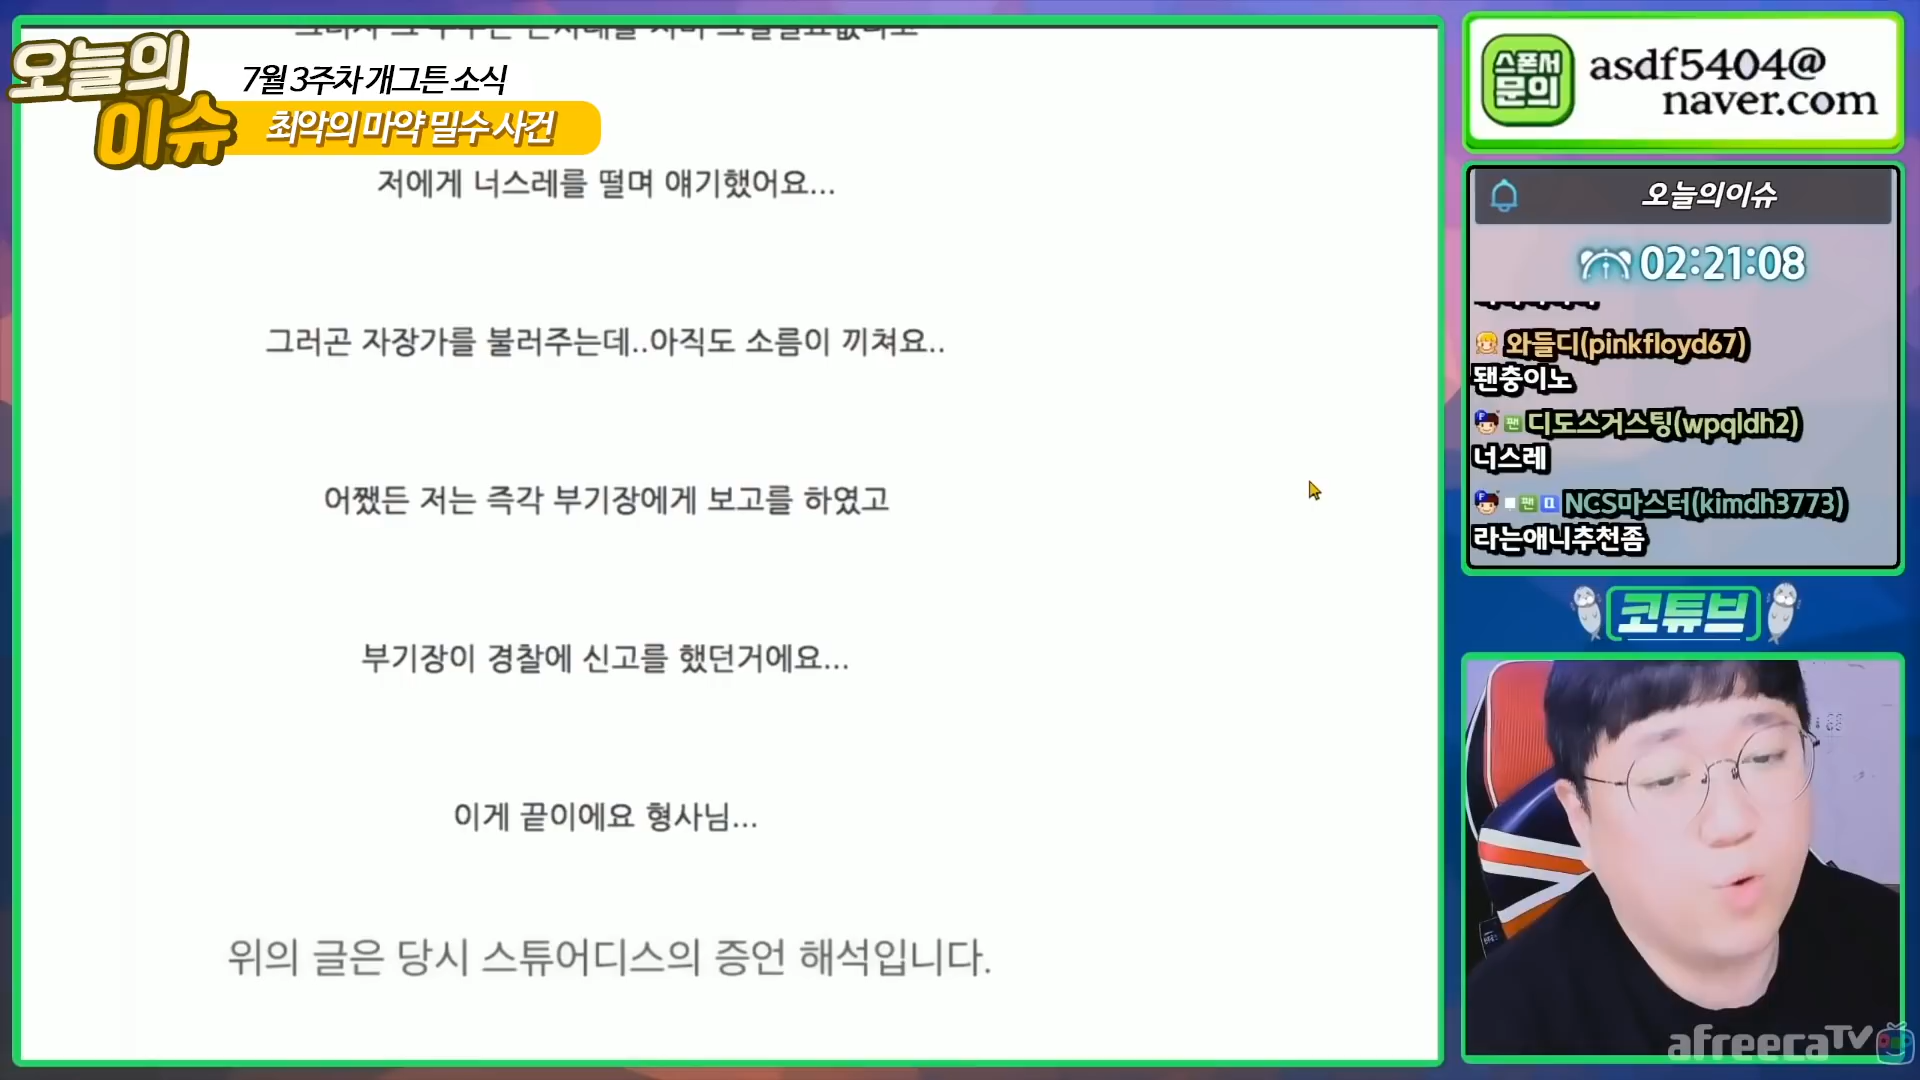 오늘의
이슈
7월 3주차 개그튼 소식
최악의 마약 밀수 사건
저에게 너스레를 떨며 얘기했어요...
그러곤 자장가를 불러주는데..아직도 소름이 끼쳐요..
어쨌든 저는 즉각 부기장에게 보고를 하였고
부기장이 경찰에 신고를 했던거에요...
이게 끝이에요 형사님...
위의 글은 당시 스튜어디스의 증언 해석입니다.
스폰서
문의
asdf5404@
naver.com
오늘의이슈
02:21:08
와들디(pinkfloyd67)
됀충이노
팬 디도스거스팅(wpqldh2)
너스레
팬 NCS마스터(kimdh3773)
라는애니추천좀
코튜브
afreecaTV